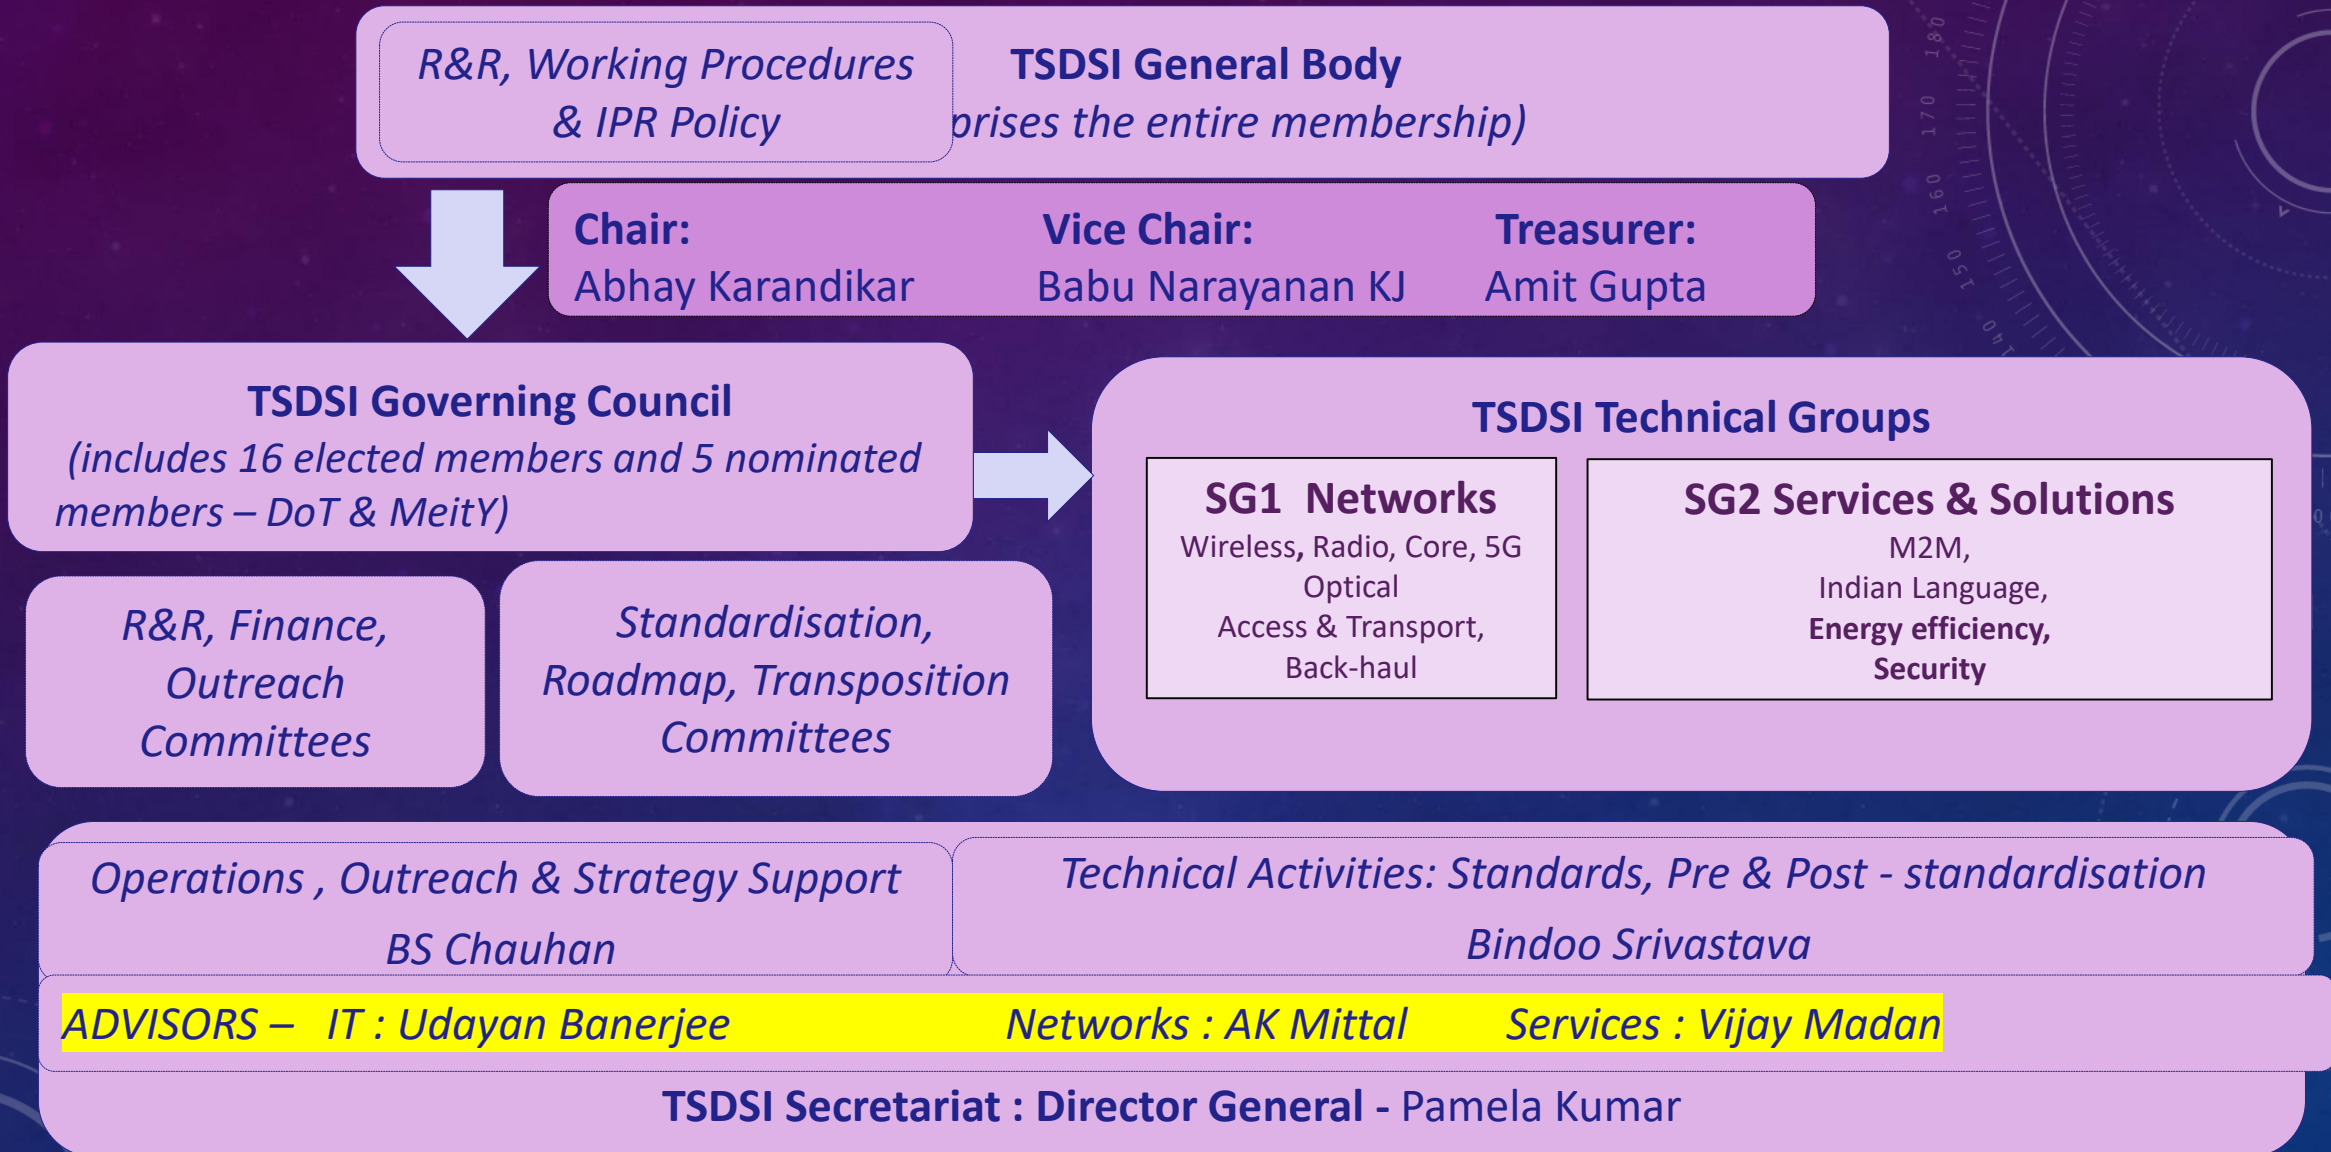 R&R, Working Procedures
& IPR Policy
TSDSI General Body
prises the entire membership)
Chair:
Abhay Karandikar
Vice Chair:
Babu Narayanan KJ
Treasurer:
Amit Gupta
TSDSI Governing Council
(includes 16 elected members and 5 nominated
members – DoT & MeitY)
TSDSI Technical Groups
SG1 Networks
Wireless, Radio, Core, 5G
Optical
Access & Transport,
Back-haul
SG2 Services & Solutions
M2M,
Indian Language,
Energy efficiency,
Security
R&R, Finance,
Outreach
Committees
Standardisation,
Roadmap, Transposition
Committees
Operations , Outreach & Strategy Support
BS Chauhan
Technical Activities: Standards, Pre & Post - standardisation
Bindoo Srivastava
ADVISORS – IT : Udayan Banerjee Networks : AK Mittal Services : Vijay Madan
TSDSI Secretariat : Director General - Pamela Kumar
180
170
160
150
140